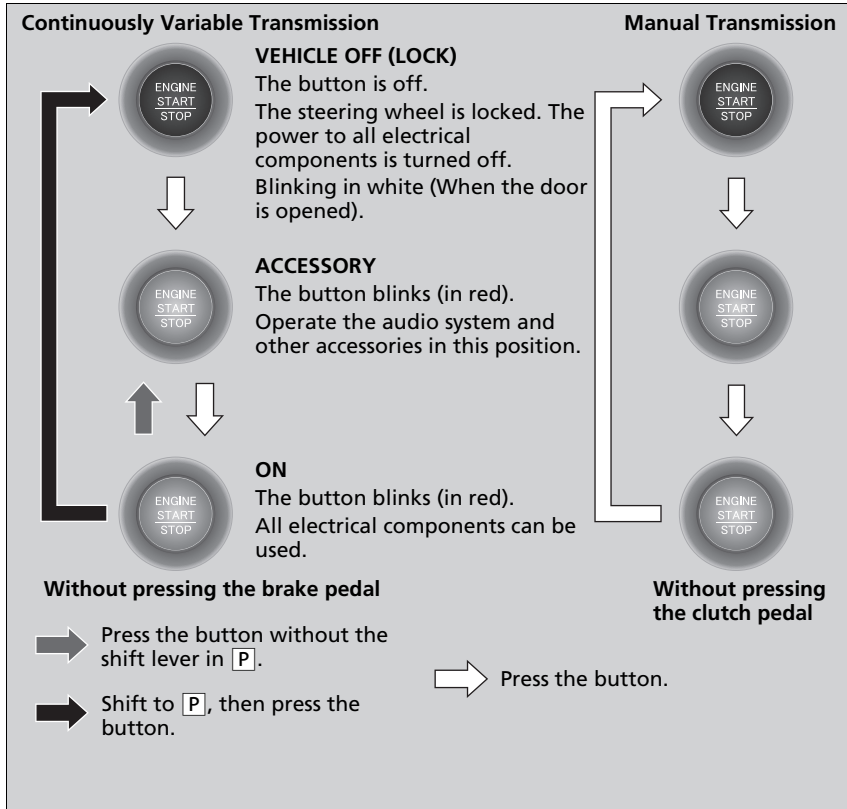 Continuously Variable Transmission
Manual Transmission
ENGINE
START
STOP
VEHICLE OFF (LOCK)
The button is off.
The steering wheel is locked. The
power to all electrical
components is turned off.
Blinking in white (When the door
is opened).
ENGINE
START
STOP
ENGINE
START
STOP
ACCESSORY
The button blinks (in red).
Operate the audio system and
other accessories in this position.
ENGINE
START
STOP
ENGINE
START
STOP
ON
The button blinks (in red).
All electrical components can be
used.
ENGINE
START
STOP
Without pressing the brake pedal
Without pressing
the clutch pedal
Press the button without the
shift lever in P.
Press the button.
Shift to P, then press the
button.